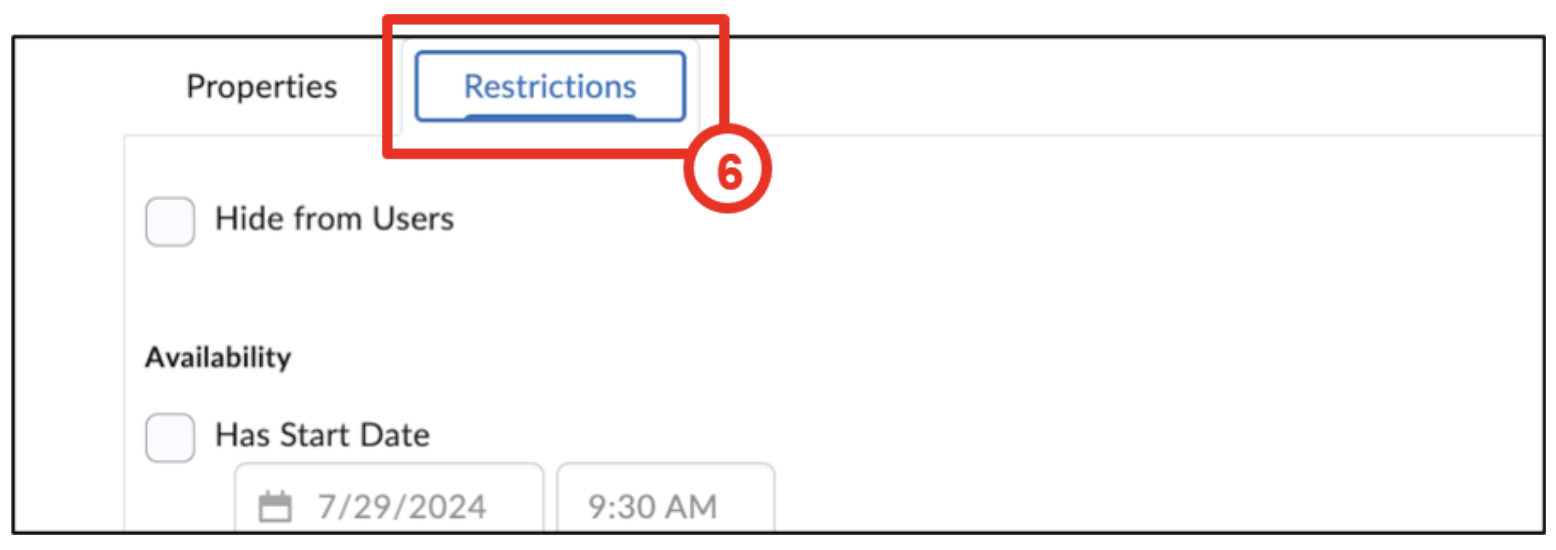 Properties Restrictions
6
Hide from Users
Availability
Has Start Date
7/29/2024 9:30 AM